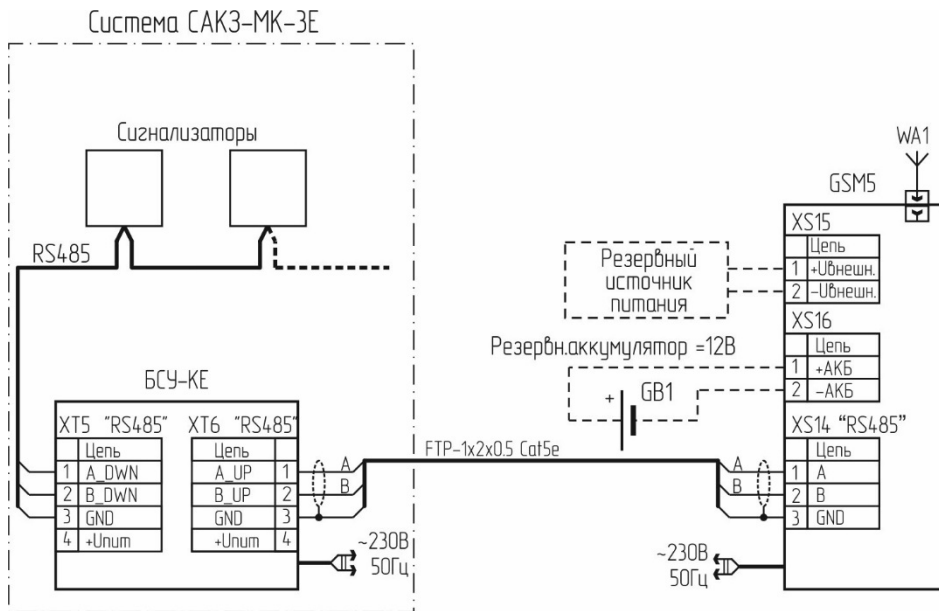 Система САКЗ-МК-3Е
Сигнализаторы
RS485
БСУ-КЕ
XT5 "RS485"
Цепь
1 A_DWN
2 B_DWN
3 GND
4 +Uпит
XT6 "RS485"
Цепь
A_UP 1
B_UP 2
GND 3
+Uпит 4
A
B
~230В
50Гц
FTP-1x2x0.5 Cat5e
Резервный
источник
питания
Резервн.аккумулятор =12В
+
GB1
WA1
GSM5
XS15
Цепь
1 +Uвнешн.
2 -Uвнешн.
XS16
Цепь
1 +АКБ
2 -АКБ
XS14 "RS485"
Цепь
1 A
2 B
3 GND
A
B
~230В
50Гц